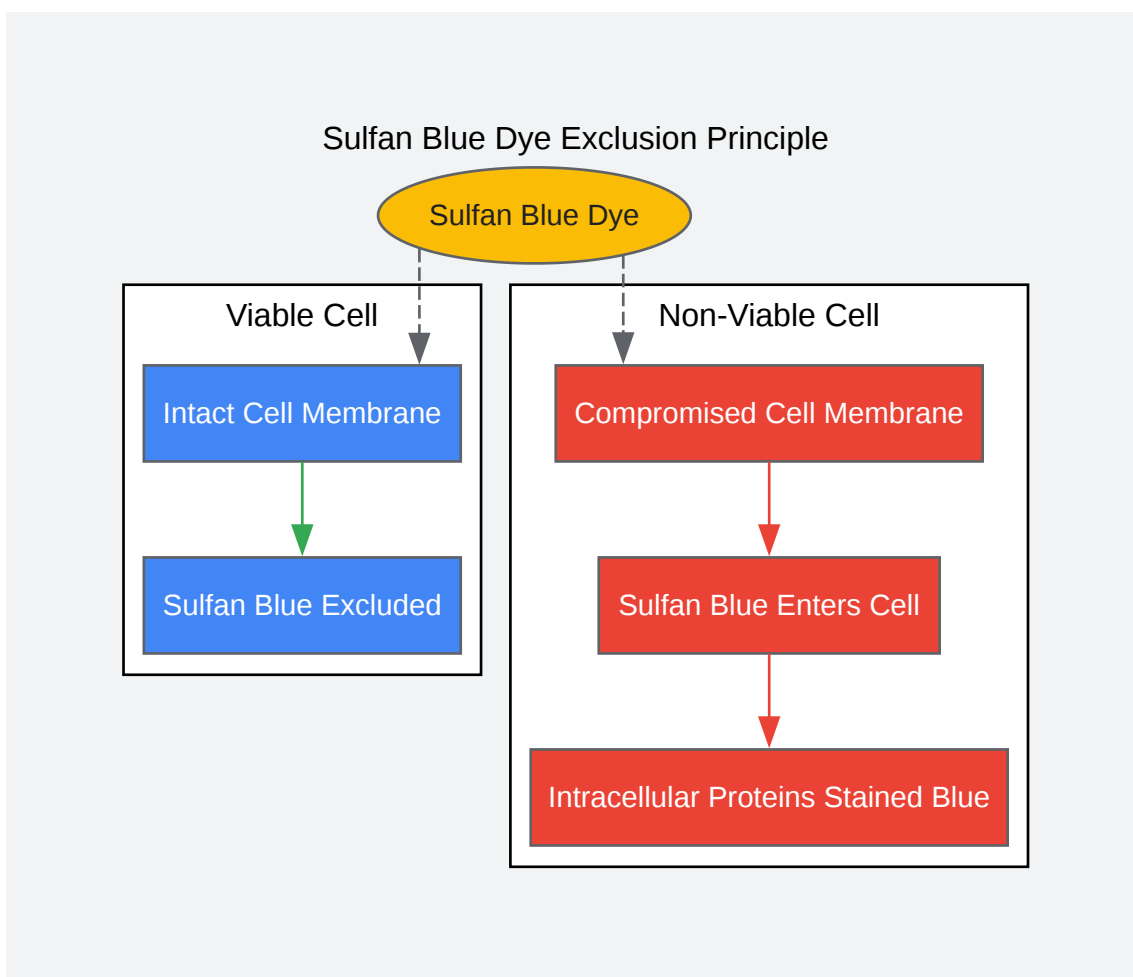 Sulfan Blue Dye Exclusion Principle
Sulfan Blue Dye
Viable Cell
Intact Cell Membrane
Sulfan Blue Excluded
Non-Viable Cell
Compromised Cell Membrane
Sulfan Blue Enters Cell
Intracellular Proteins Stained Blue